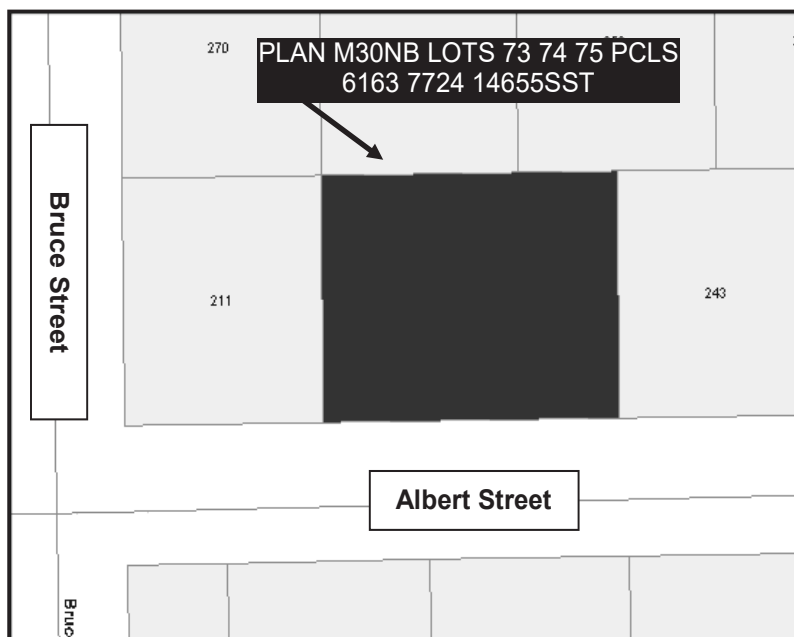 270
PLAN M30NB LOTS 73 74 75 PCLS
6163 7724 14655SST
Bruce Street
211
243
Albert Street
Bruc